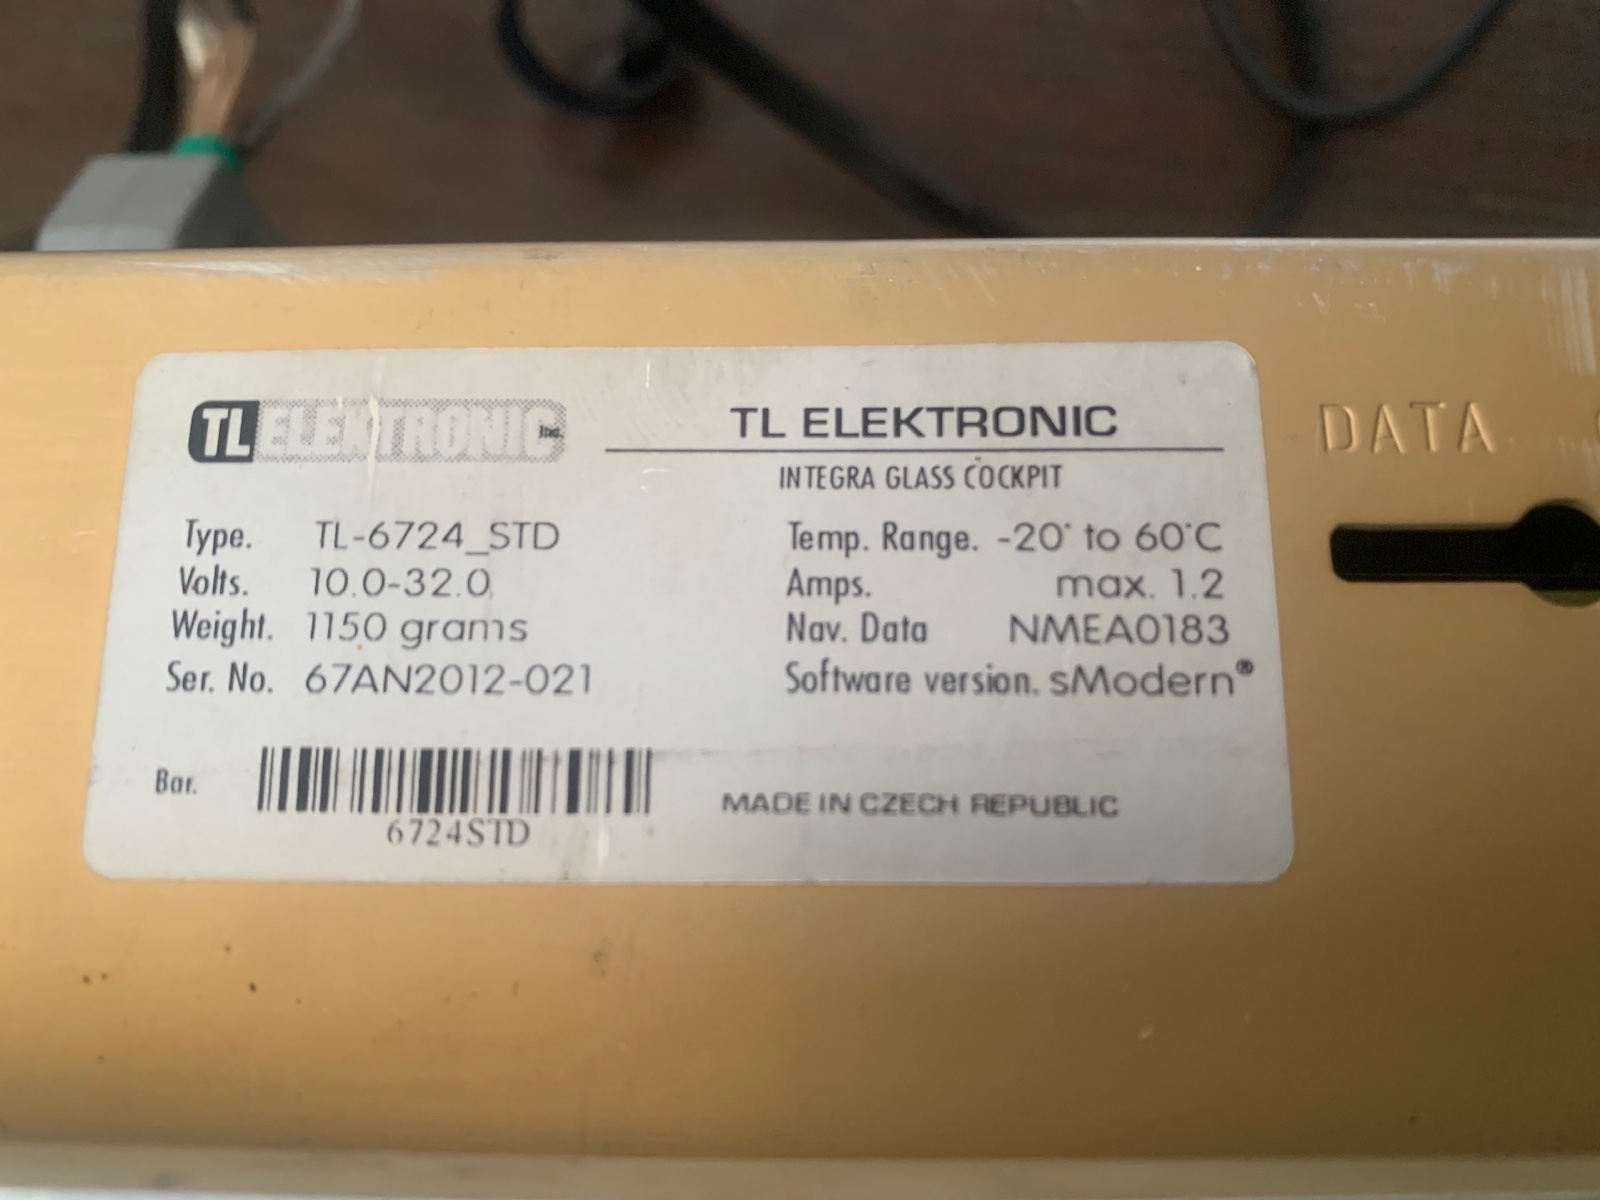 TL ELEKTRONIC Inc.
TL ELEKTRONIC
INTEGRA GLASS COCKPIT
Type. TL-6724_STD
Volts. 10.0-32.0
Weight. 1150 grams
Ser. No. 67AN2012-021
Temp. Range. -20° to 60°C
Amps. max. 1.2
Nav. Data NMEA0183
Software version. sModern®
Bar.
6724STD
MADE IN CZECH REPUBLIC
DATA